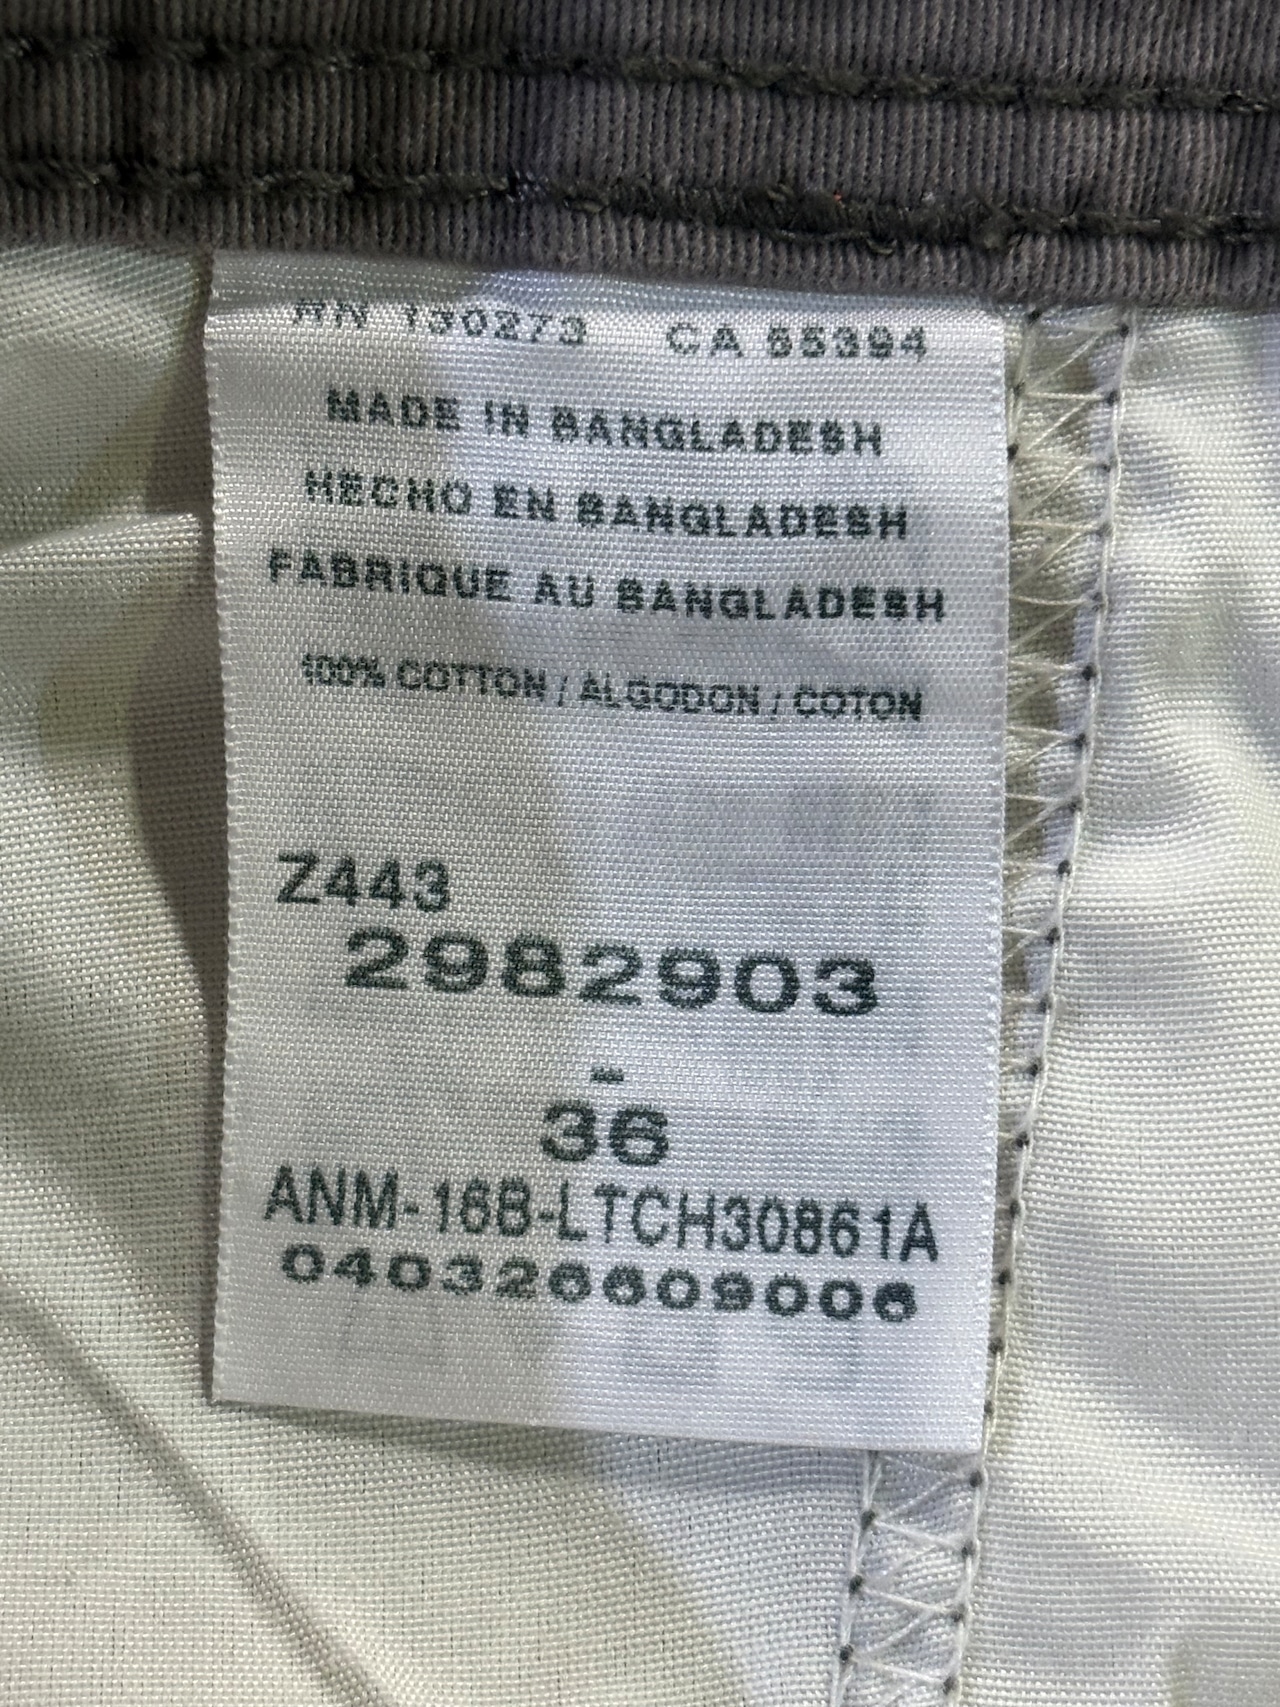 RN 130273 CA 55394
MADE IN BANGLADESH
HECHO EN BANGLADESH
FABRIQUE AU BANGLADESH
100% COTTON / ALGODON / COTON
Z443
2982903
-
36
ANM-16B-LTCH30861A
040326609006